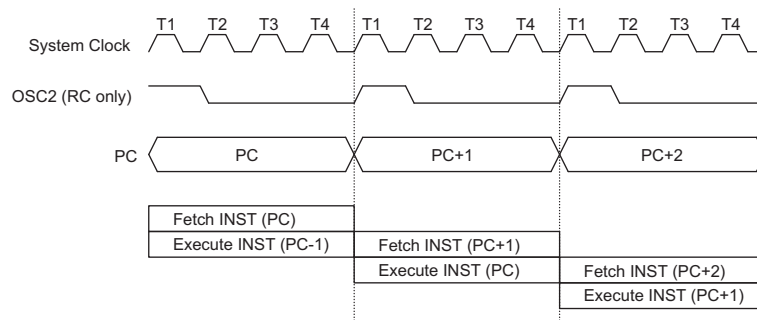 T1 T2 T3 T4 T1 T2 T3 T4 T1 T2 T3 T4
System Clock
OSC2 (RC only)
PC PC PC+1 PC+2
Fetch INST (PC)
Execute INST (PC-1) Fetch INST (PC+1)
Execute INST (PC) Fetch INST (PC+2)
Execute INST (PC+1)